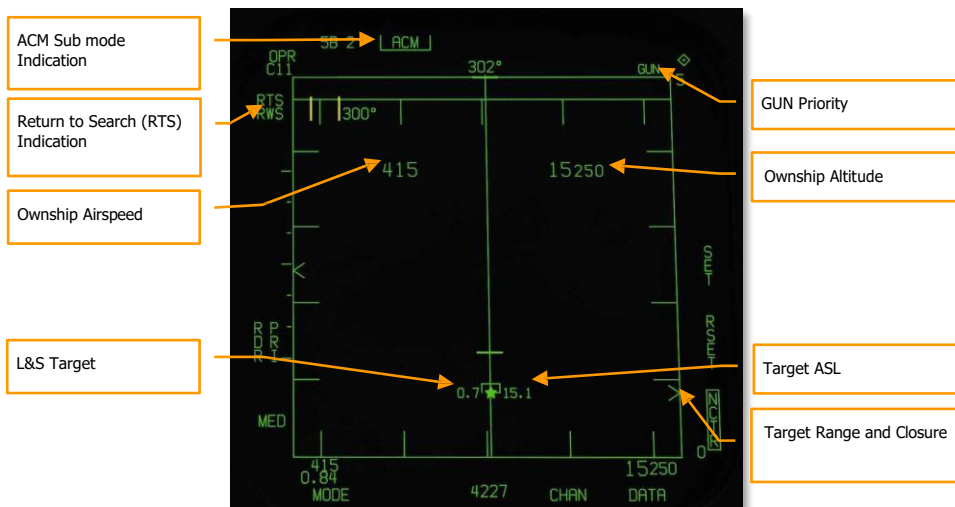 ACM Sub mode
Indication
Return to Search (RTS)
Indication
Ownship Airspeed
L&S Target
5B 2 ACM
OPR
C11
302°
GUN
5
RTS
RWS
300°
415
15250
SET
RSET
NCTR
RDR
PRI
0.7
15.1
MED
0
415
0.84
15250
MODE
4227
CHAN
DATA
GUN Priority
Ownship Altitude
Target ASL
Target Range and Closure